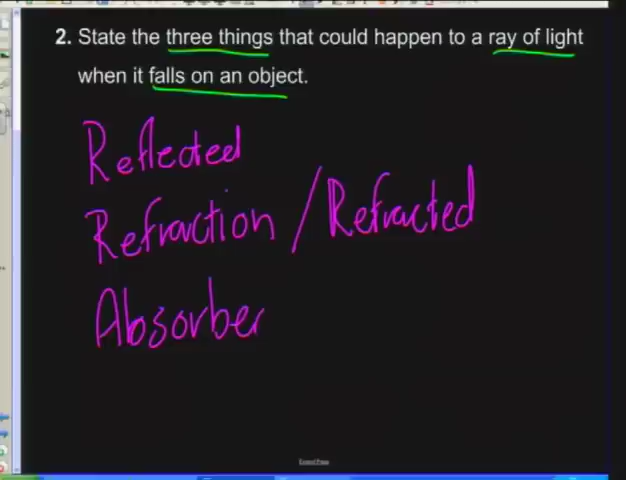 2. State the three things that could happen to a ray of light
when it falls on an object.
Reflected
Refraction / Refracted
Absorbe